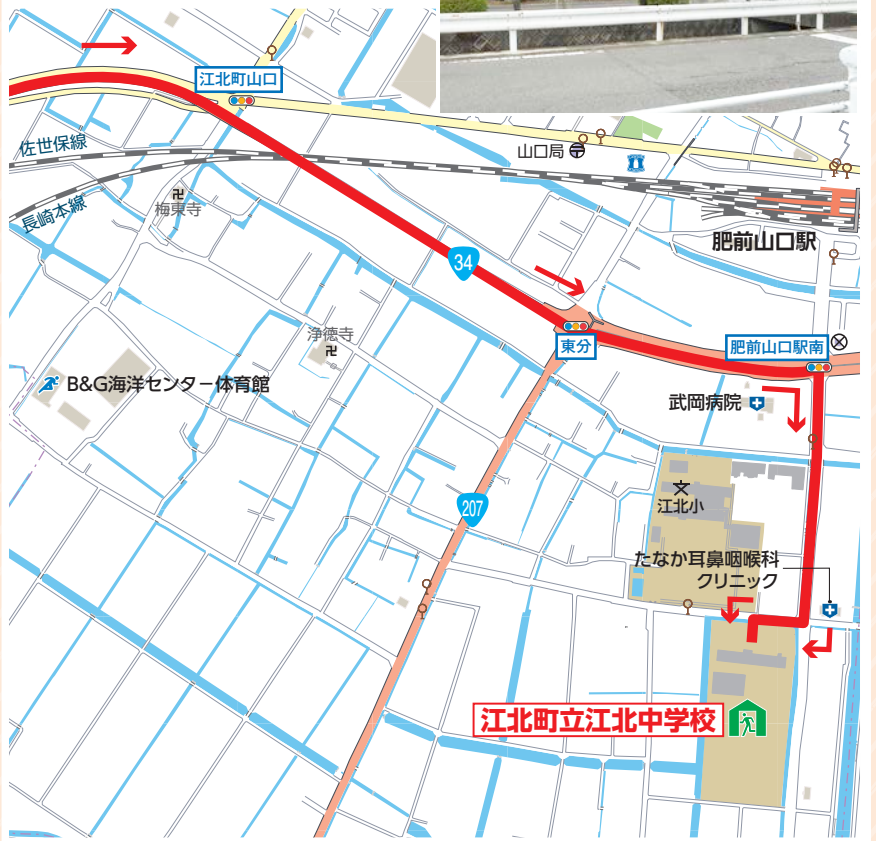 江北町山口
佐世保線
山口局
長崎本線
梅東寺
肥前山口駅
34
浄徳寺
東分
肥前山口駅南
B&G海洋センター体育館
武岡病院
207
江北小
たなか耳鼻咽喉科
クリニック
江北町立江北中学校